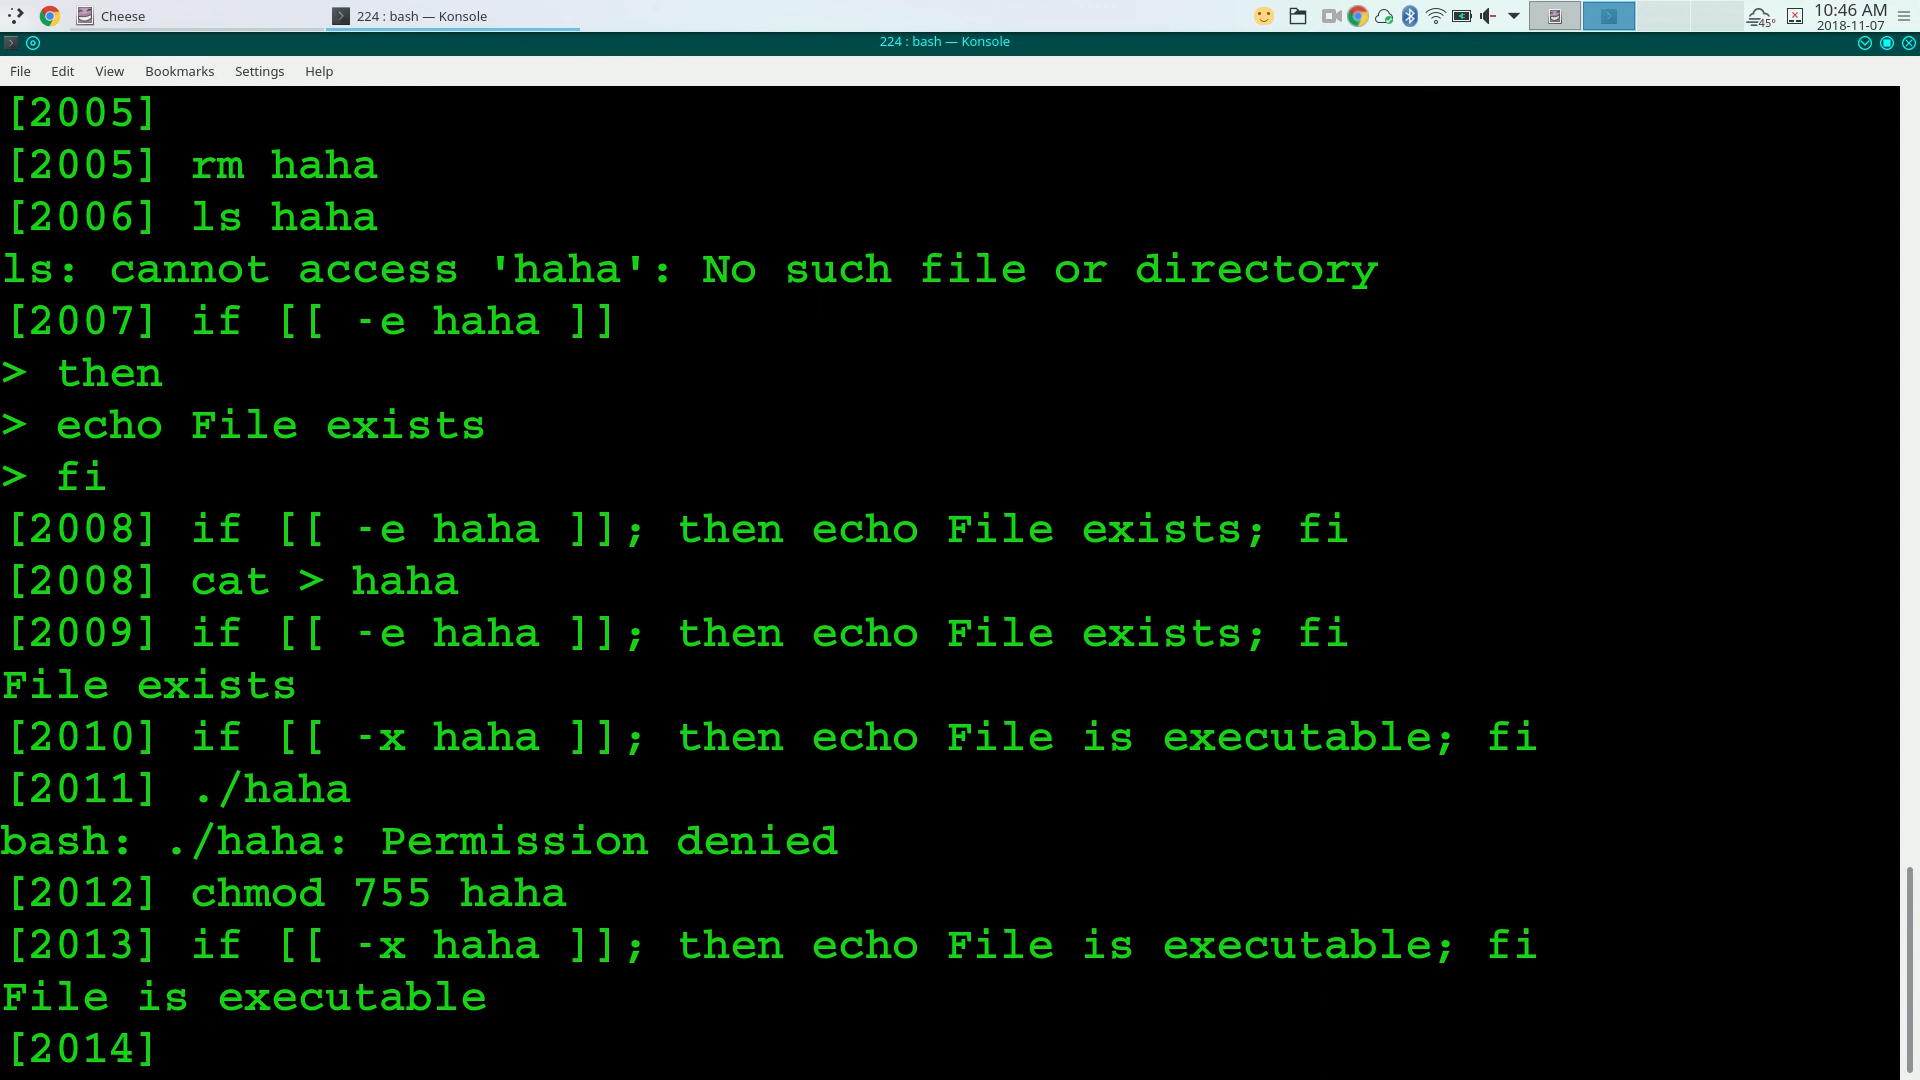 Cheese
224 : bash — Konsole
45°
10:46 AM
2018-11-07
224 : bash — Konsole
File Edit View Bookmarks Settings Help
[2005]
[2005] rm haha
[2006] ls haha
ls: cannot access 'haha': No such file or directory
[2007] if [[ -e haha ]]
> then
> echo File exists
> fi
[2008] if [[ -e haha ]]; then echo File exists; fi
[2008] cat > haha
[2009] if [[ -e haha ]]; then echo File exists; fi
File exists
[2010] if [[ -x haha ]]; then echo File is executable; fi
[2011] ./haha
bash: ./haha: Permission denied
[2012] chmod 755 haha
[2013] if [[ -x haha ]]; then echo File is executable; fi
File is executable
[2014]